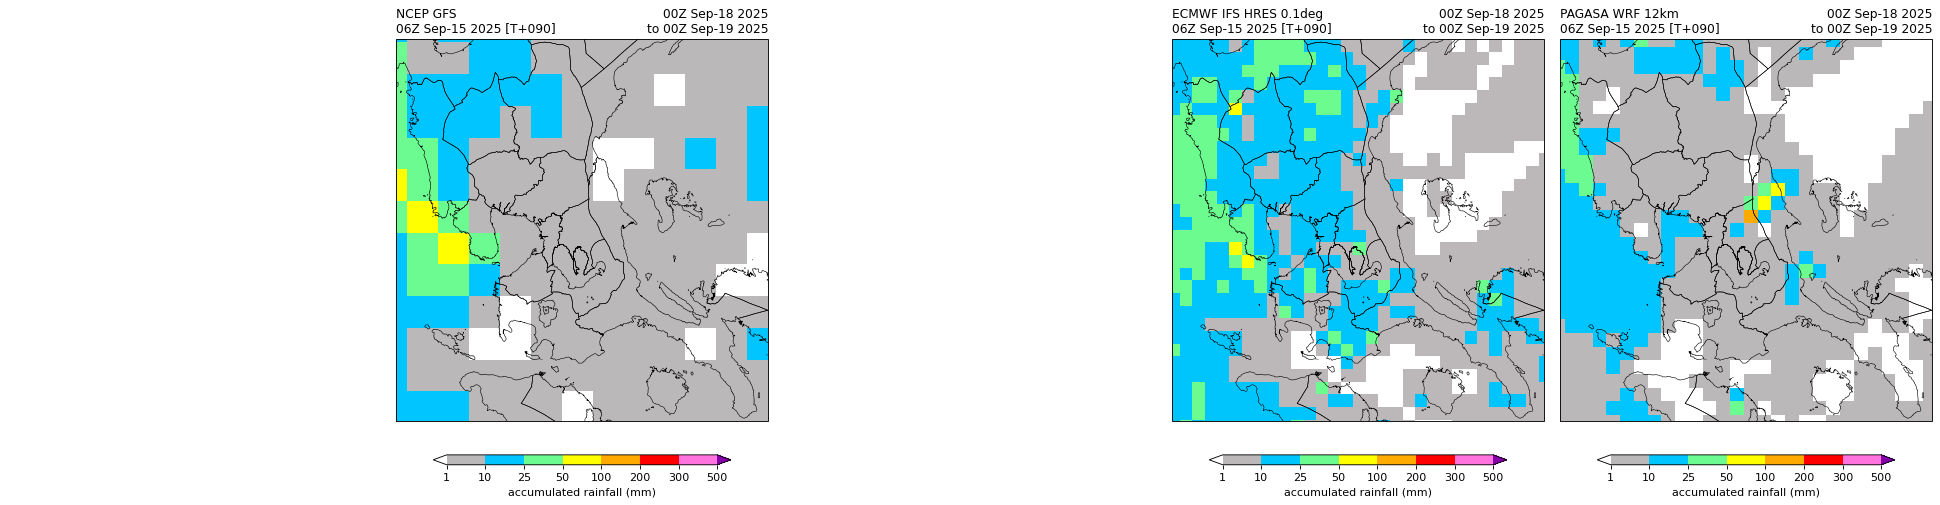 NCEP GFS 00Z Sep-18 2025
06Z Sep-15 2025 [T+090] to 00Z Sep-19 2025
1 10 25 50 100 200 300 500
accumulated rainfall (mm)
ECMWF IFS HRES 0.1deg 00Z Sep-18 2025
06Z Sep-15 2025 [T+090] to 00Z Sep-19 2025
1 10 25 50 100 200 300 500
accumulated rainfall (mm)
PAGASA WRF 12km 00Z Sep-18 2025
06Z Sep-15 2025 [T+090] to 00Z Sep-19 2025
1 10 25 50 100 200 300 500
accumulated rainfall (mm)